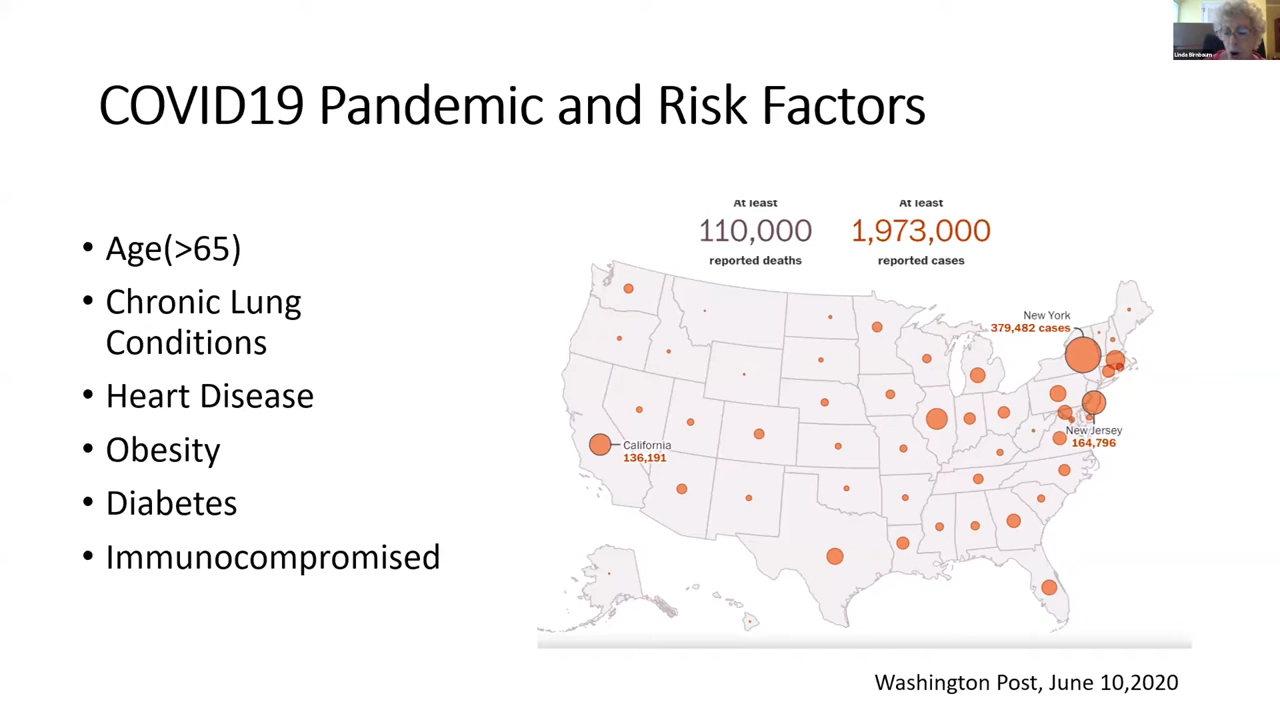 Linda Birnbaum
COVID19 Pandemic and Risk Factors
• Age(>65)
• Chronic Lung
Conditions
• Heart Disease
• Obesity
• Diabetes
• Immunocompromised
At least
110,000
reported deaths
At least
1,973,000
reported cases
New York
379,482 cases
New Jersey
164,796
California
136,191
Washington Post, June 10,2020